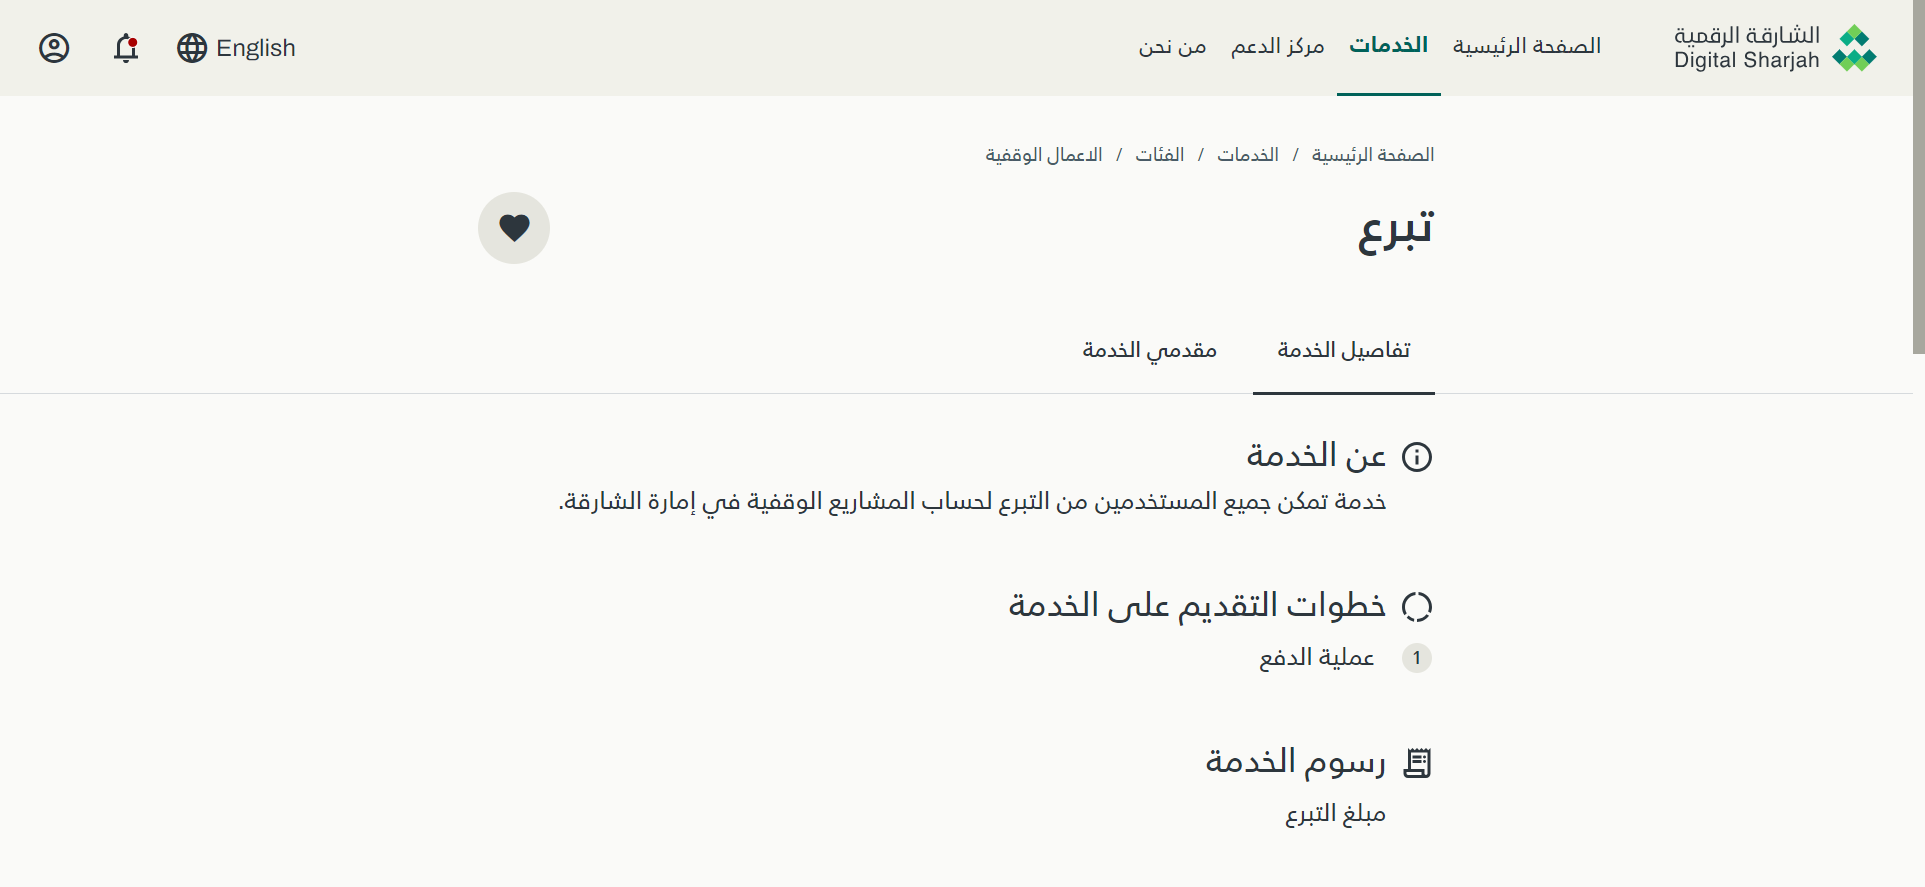 الشارقة الرقمية
Digital Sharjah
الصفحة الرئيسية
الخدمات
مركز الدعم
من نحن
English
الصفحة الرئيسية / الخدمات / الفئات / الاعمال الوقفية
تبرع
تفاصيل الخدمة
مقدمي الخدمة
عن الخدمة
خدمة تمكن جميع المستخدمين من التبرع لحساب المشاريع الوقفية في إمارة الشارقة.
خطوات التقديم على الخدمة
1 عملية الدفع
رسوم الخدمة
مبلغ التبرع